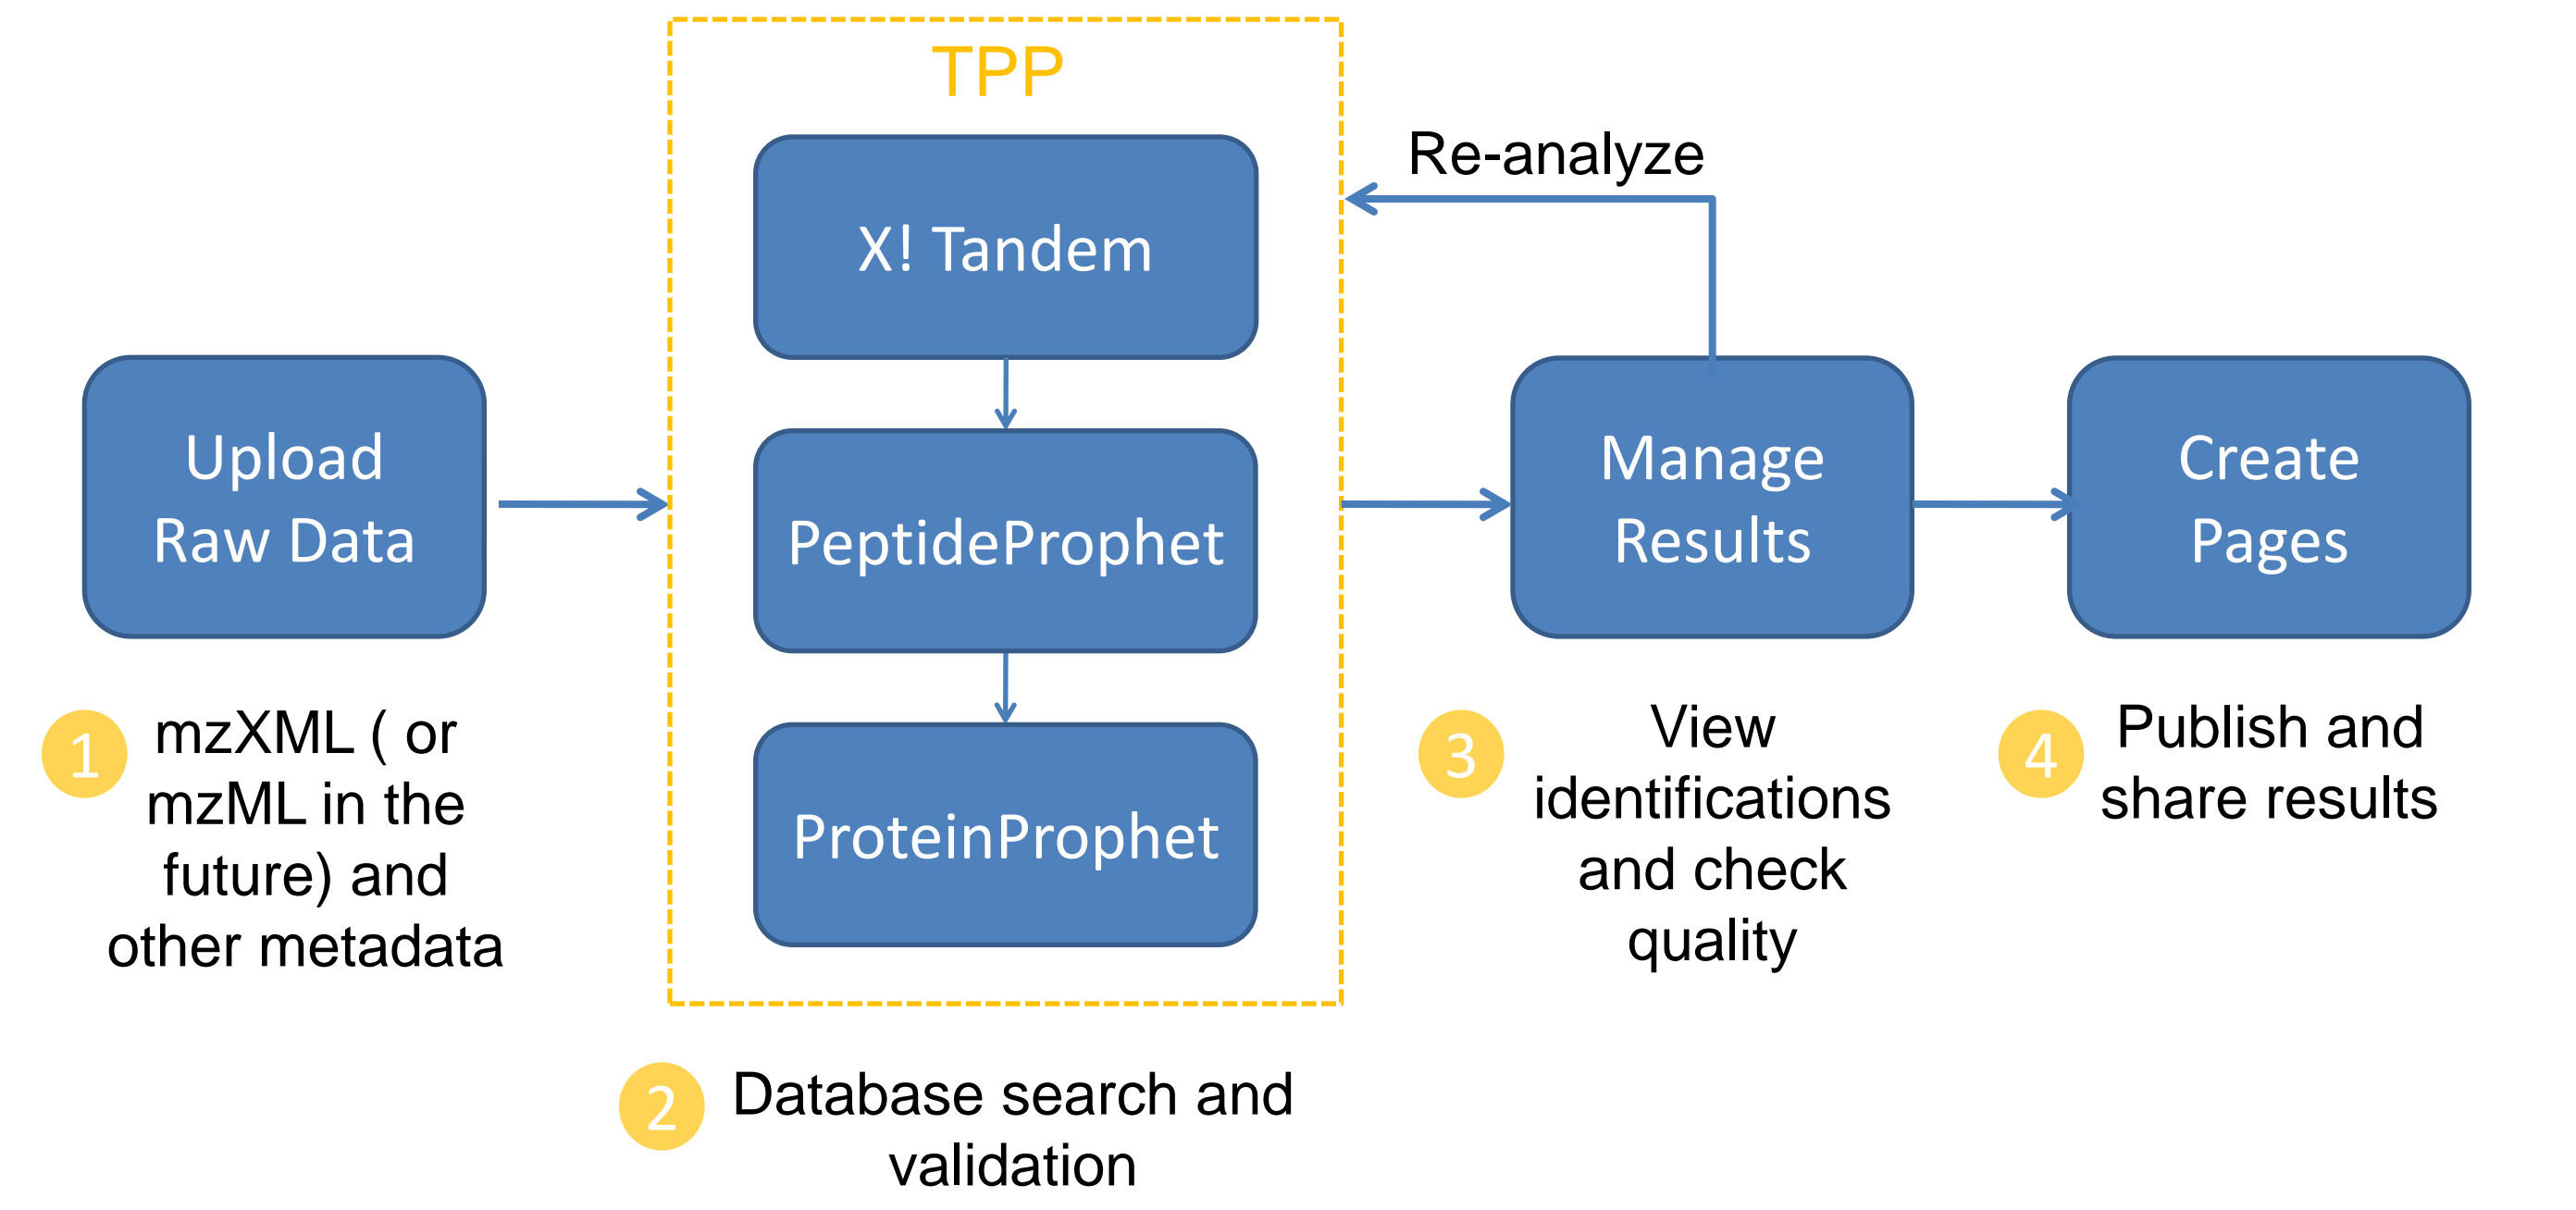 TPP
Re-analyze
X! Tandem
Upload
Raw Data
PeptideProphet
Manage
Results
Create
Pages
ProteinProphet
1
mzXML ( or
mzML in the
future) and
other metadata
3
View
identifications
and check
quality
4
Publish and
share results
2
Database search and
validation